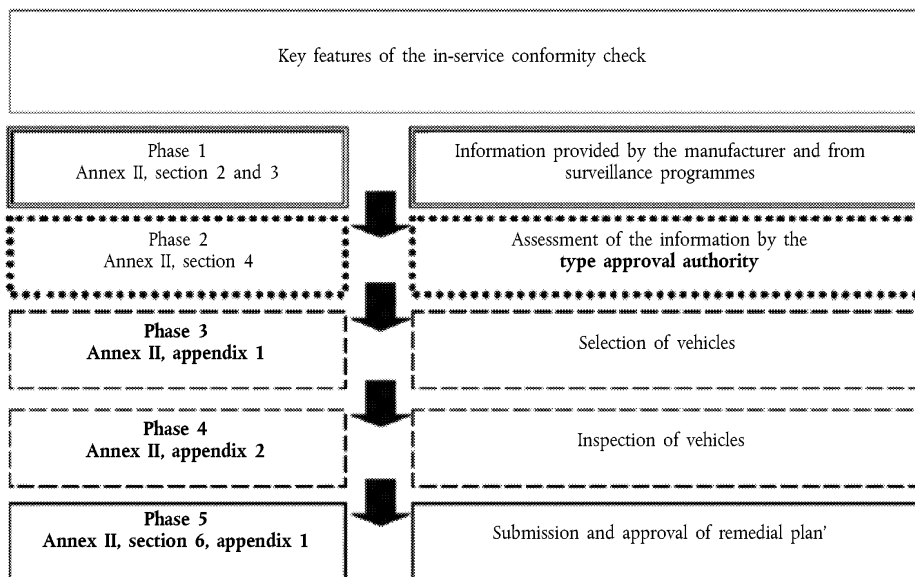 Key features of the in-service conformity check
Phase 1
Annex II, section 2 and 3
Information provided by the manufacturer and from
surveillance programmes
Phase 2
Annex II, section 4
Assessment of the information by the
type approval authority
Phase 3
Annex II, appendix 1
Selection of vehicles
Phase 4
Annex II, appendix 2
Inspection of vehicles
Phase 5
Annex II, section 6, appendix 1
Submission and approval of remedial plan’